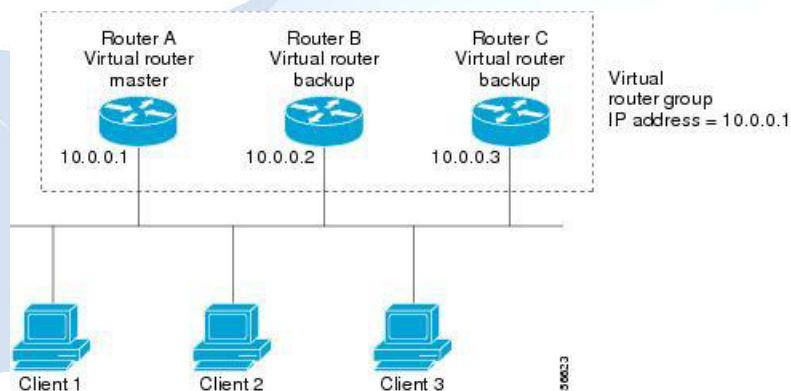 Router A
Virtual router
master
Router B
Virtual router
backup
Router C
Virtual router
backup
Virtual
router group
IP address = 10.0.0.1
10.0.0.1
10.0.0.2
10.0.0.3
Client 1
Client 2
Client 3
56623